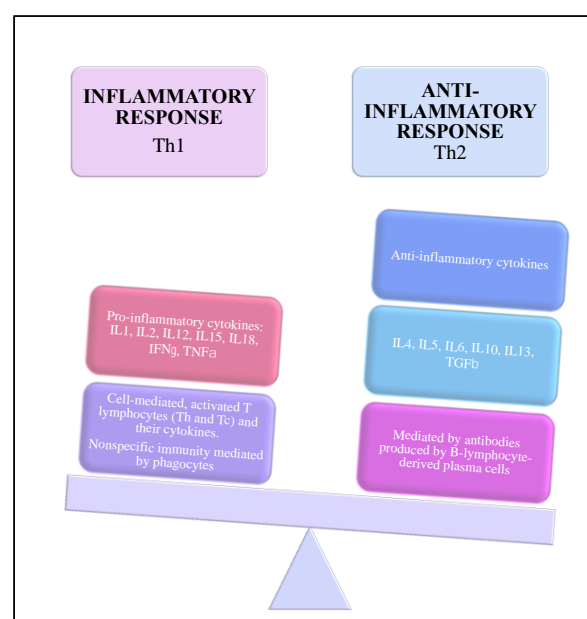 INFLAMMATORY
RESPONSE
Th1
ANTI-
INFLAMMATORY
RESPONSE
Th2
Pro-inflammatory cytokines:
IL1, IL2, IL12, IL15, IL18,
IFNg, TNFa
Cell-mediated, activated T
lymphocytes (Th and Tc) and
their cytokines.
Nonspecific immunity mediated
by phagocytes
Anti-inflammatory cytokines
IL4, IL5, IL6, IL10, IL13,
TGFb
Mediated by antibodies
produced by B-lymphocyte-
derived plasma cells